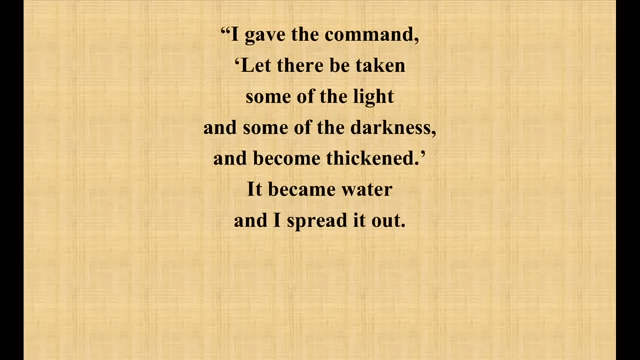 “I gave the command,
‘Let there be taken
some of the light
and some of the darkness,
and become thickened.’
It became water
and I spread it out.